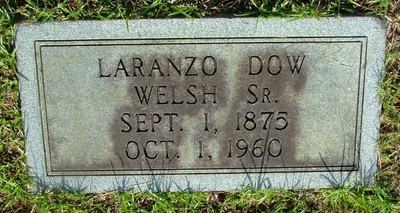 LARANZO DOW
WELSH SR.
SEPT. 1, 1875
OCT. 1, 1960